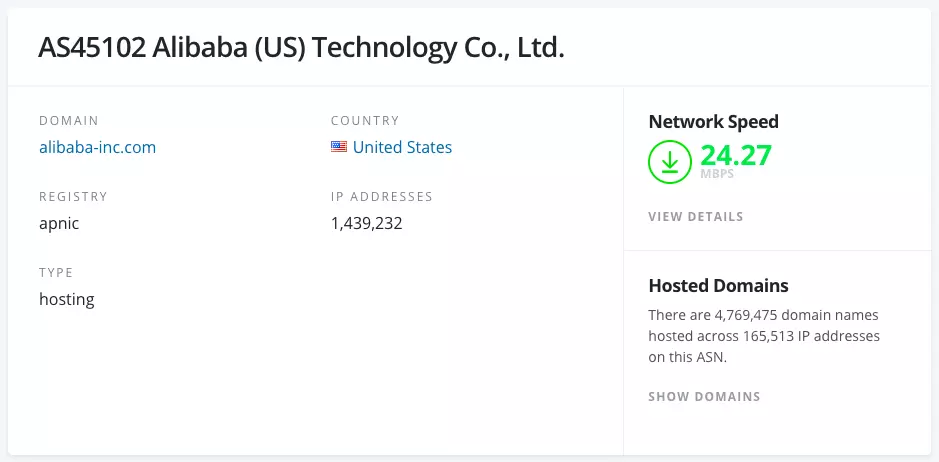 AS45102 Alibaba (US) Technology Co., Ltd.
DOMAIN
alibaba-inc.com
COUNTRY
United States
REGISTRY
apnic
IP ADDRESSES
1,439,232
TYPE
hosting
Network Speed
24.27
MBPS
VIEW DETAILS
Hosted Domains
There are 4,769,475 domain names
hosted across 165,513 IP addresses
on this ASN.
SHOW DOMAINS